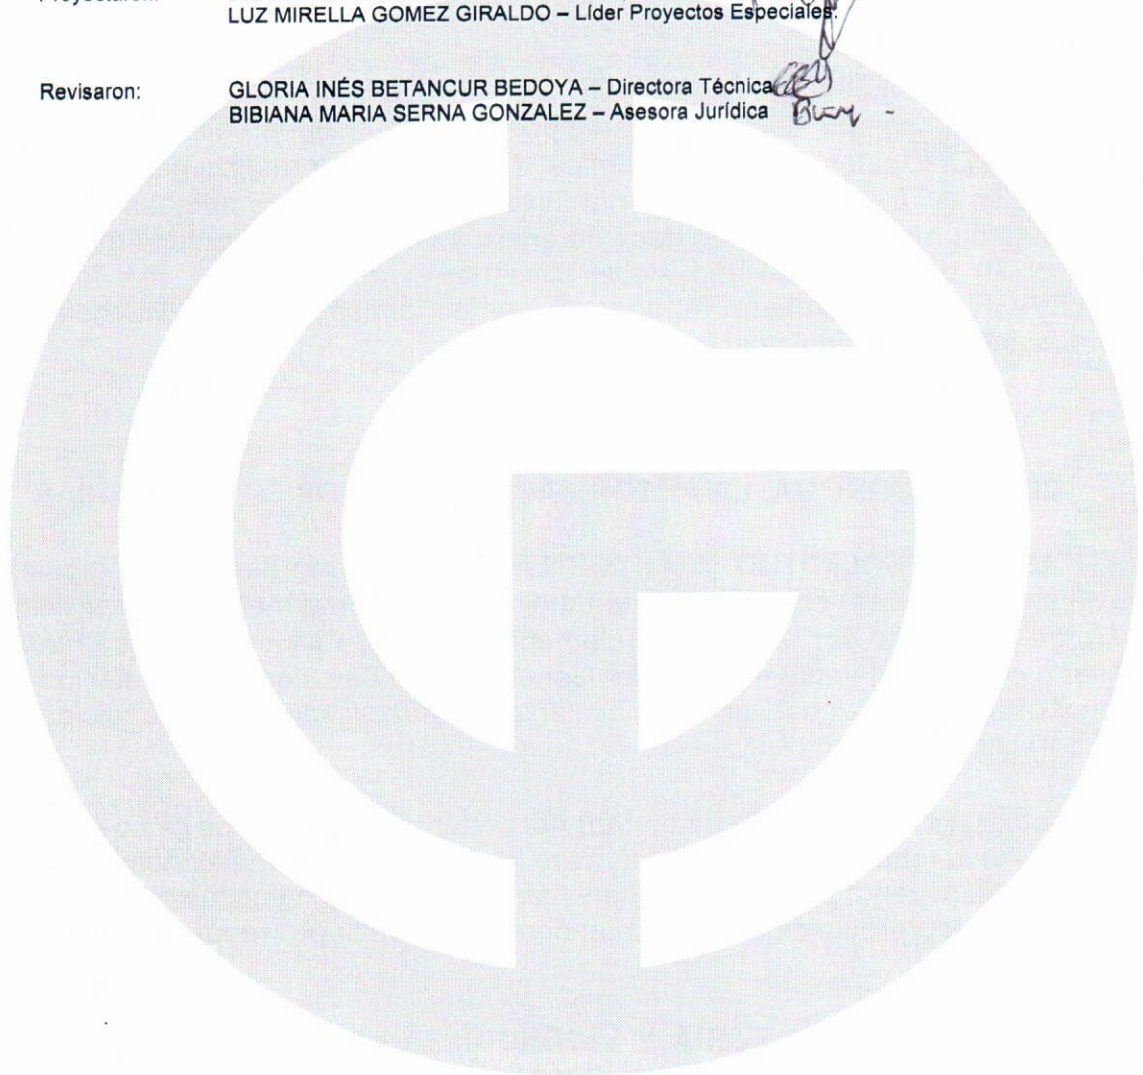 LUZ MIRELLA GOMEZ GIRALDO – Líder Proyectos Especiales.
Revisaron: GLORIA INÉS BETANCUR BEDOYA – Directora Técnica
BIBIANA MARIA SERNA GONZALEZ – Asesora Jurídica